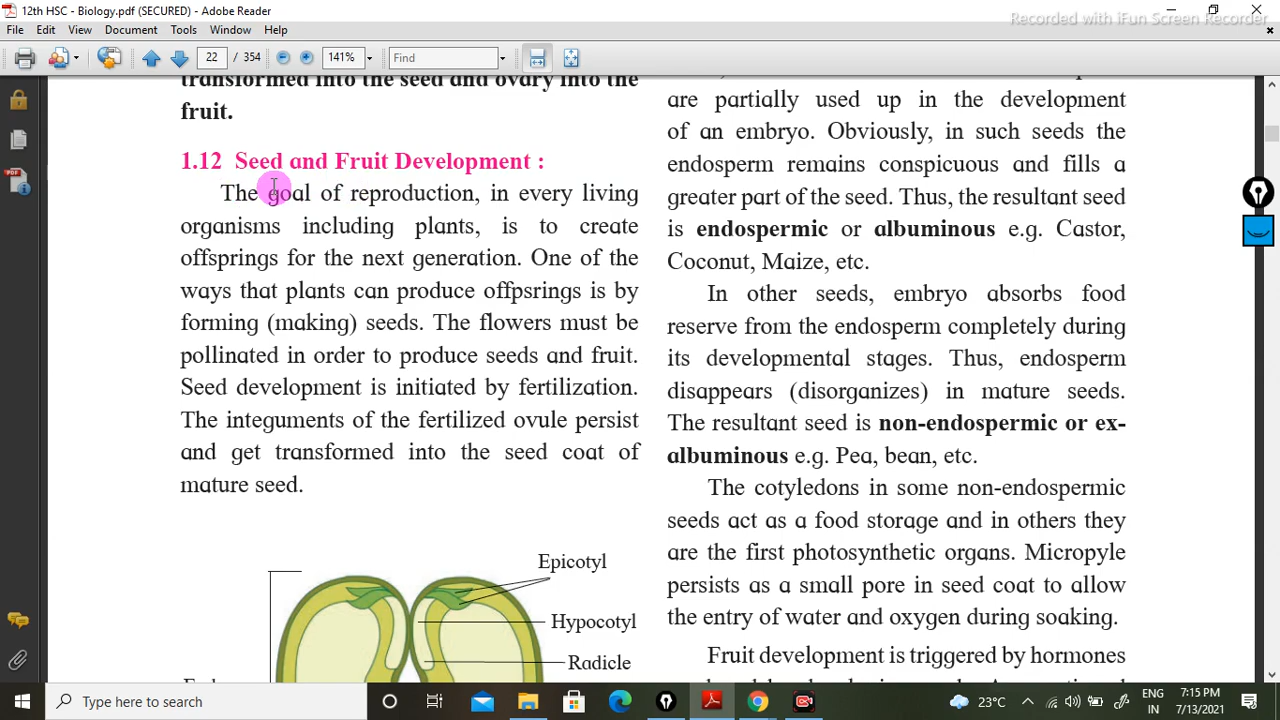 12th HSC - Biology.pdf (SECURED) - Adobe Reader
Recorded with iFun Screen Recorder
File Edit View Document Tools Window Help
22 / 354 141% Find
transformed into the seed and ovary into the
fruit.
1.12 Seed and Fruit Development :
The goal of reproduction, in every living
organisms including plants, is to create
offsprings for the next generation. One of the
ways that plants can produce offpsrings is by
forming (making) seeds. The flowers must be
pollinated in order to produce seeds and fruit.
Seed development is initiated by fertilization.
The integuments of the fertilized ovule persist
and get transformed into the seed coat of
mature seed.
Epicotyl
Hypocotyl
Radicle
are partially used up in the development
of an embryo. Obviously, in such seeds the
endosperm remains conspicuous and fills a
greater part of the seed. Thus, the resultant seed
is endospermic or albuminous e.g. Castor,
Coconut, Maize, etc.
In other seeds, embryo absorbs food
reserve from the endosperm completely during
its developmental stages. Thus, endosperm
disappears (disorganizes) in mature seeds.
The resultant seed is non-endospermic or ex-
albuminous e.g. Pea, bean, etc.
The cotyledons in some non-endospermic
seeds act as a food storage and in others they
are the first photosynthetic organs. Micropyle
persists as a small pore in seed coat to allow
the entry of water and oxygen during soaking.
Fruit development is triggered by hormones
Type here to search
23°C
ENG
IN
7:15 PM
7/13/2021